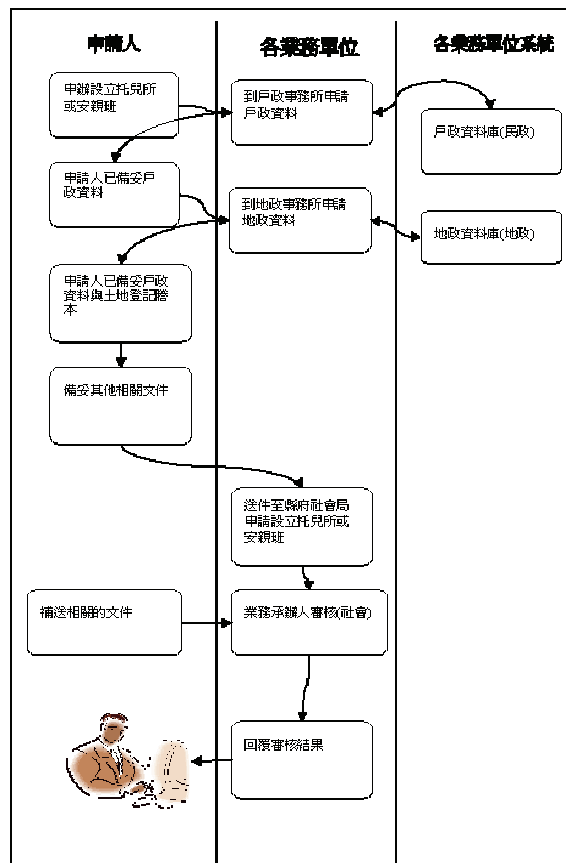 申請人
各業務單位
各業務單位系統
申辦設立托兒所
或安親班
到戶政事務所申請
戶政資料
戶政資料庫(民政)
申請人已備妥戶
政資料
到地政事務所申請
地政資料
地政資料庫(地政)
申請人已備妥戶政
資料與土地登記謄
本
備妥其他相關文件
送件至縣府社會局
申請設立托兒所或
安親班
補送相關的文件
業務承辦人審核(社會)
回覆審核結果